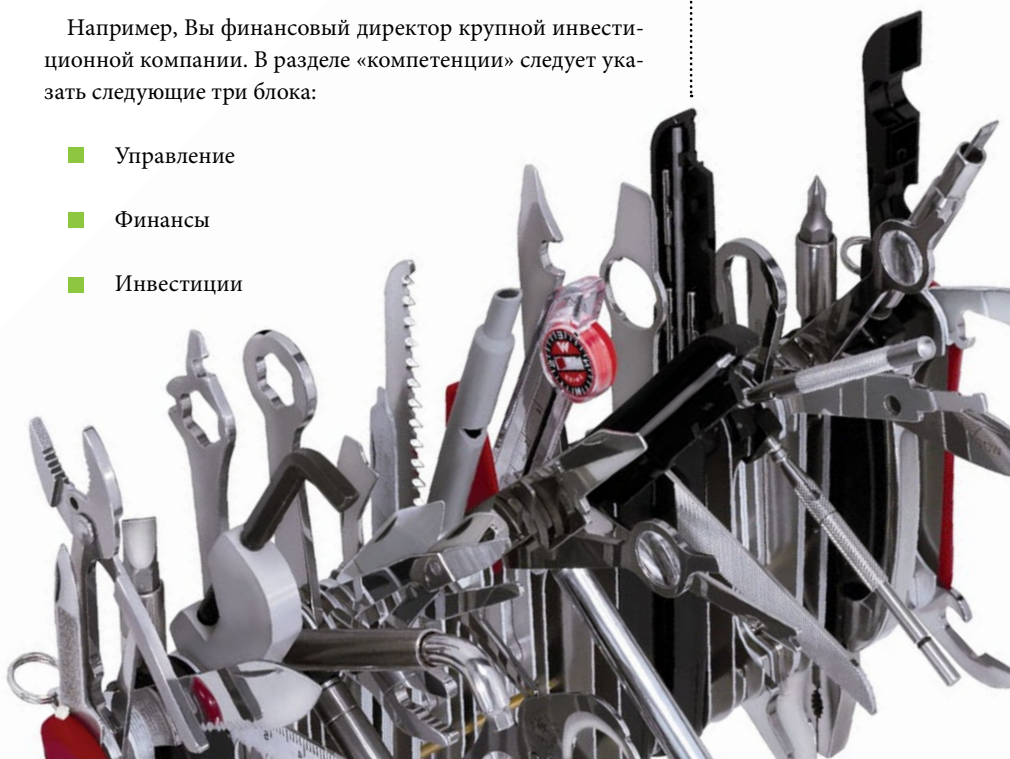 Например, Вы финансовый директор крупной инвести-
ционной компании. В разделе «компетенции» следует ука-
зать следующие три блока:
Управление
Финансы
Инвестиции